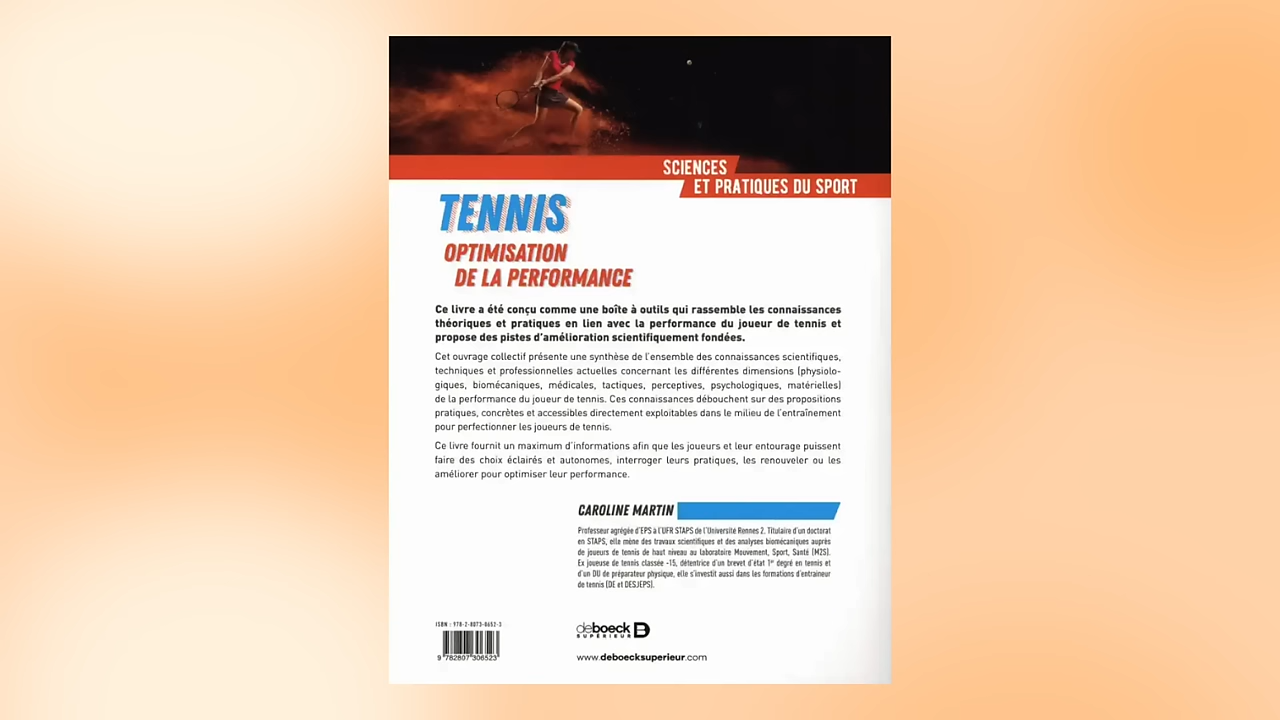 SCIENCES
ET PRATIQUES DU SPORT
TENNIS
OPTIMISATION
DE LA PERFORMANCE
Ce livre a été conçu comme une boîte à outils qui rassemble les connaissances
théoriques et pratiques en lien avec la performance du joueur de tennis et
propose des pistes d'amélioration scientifiquement fondées.
Cet ouvrage collectif présente une synthèse de l'ensemble des connaissances scientifiques,
techniques et professionnelles actuelles concernant les différentes dimensions (physiolo-
giques, biomécaniques, médicales, tactiques, perceptives, psychologiques, matérielles)
de la performance du joueur de tennis. Ces connaissances débouchent sur des propositions
pratiques, concrètes et accessibles directement exploitables dans le milieu de l'entraînement
pour perfectionner les joueurs de tennis.
Ce livre fournit un maximum d'informations afin que les joueurs et leur entourage puissent
faire des choix éclairés et autonomes, interroger leurs pratiques, les renouveler ou les
améliorer pour optimiser leur performance.
CAROLINE MARTIN
Professeur agrégée d'EPS à l'UFR STAPS de l'Université Rennes 2. Titulaire d'un doctorat
en STAPS, elle mène des travaux scientifiques et des analyses biomécaniques auprès
de joueurs de tennis de haut niveau au laboratoire Mouvement, Sport, Santé (M2S).
Ex joueuse de tennis classée -15, détentrice d'un brevet d'état 1er degré en tennis et
d'un DU de préparateur physique, elle s'investit aussi dans les formations d'entraineur
de tennis (DE et DESJEPS).
ISBN : 978-2-8073-0652-3
9 782807 306523
deboeck B
SUPÉRIEUR
www.deboecksuperieur.com